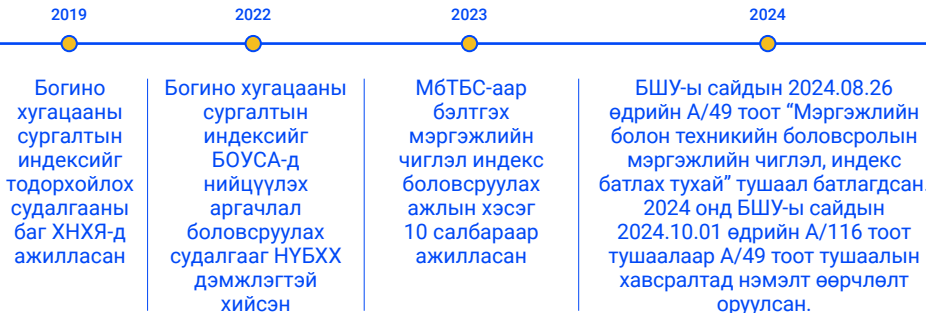 2019
Богино
хугацааны
сургалтын
индексийг
тодорхойлох
судалгааны
баг ХНХЯ-д
ажилласан
2022
Богино хугацааны
сургалтын
индексийг
БОУСА-д
нийцүүлэх
аргачлал
боловсруулах
судалгааг НҮБХХ
дэмжлэгтэй
хийсэн
2023
МбТБС-аар
бэлтгэх
мэргэжлийн
чиглэл индекс
боловсруулах
ажлын хэсэг
10 салбараар
ажилласан
2024
БШУ-ы сайдын 2024.08.26
өдрийн А/49 тоот “Мэргэжлийн
болон техникийн боловсролын
мэргэжлийн чиглэл, индекс
батлах тухай” тушаал батлагдсан.
2024 онд БШУ-ы сайдын
2024.10.01 өдрийн А/116 тоот
тушаалаар А/49 тоот тушаалын
хавсралтад нэмэлт өөрчлөлт
оруулсан.